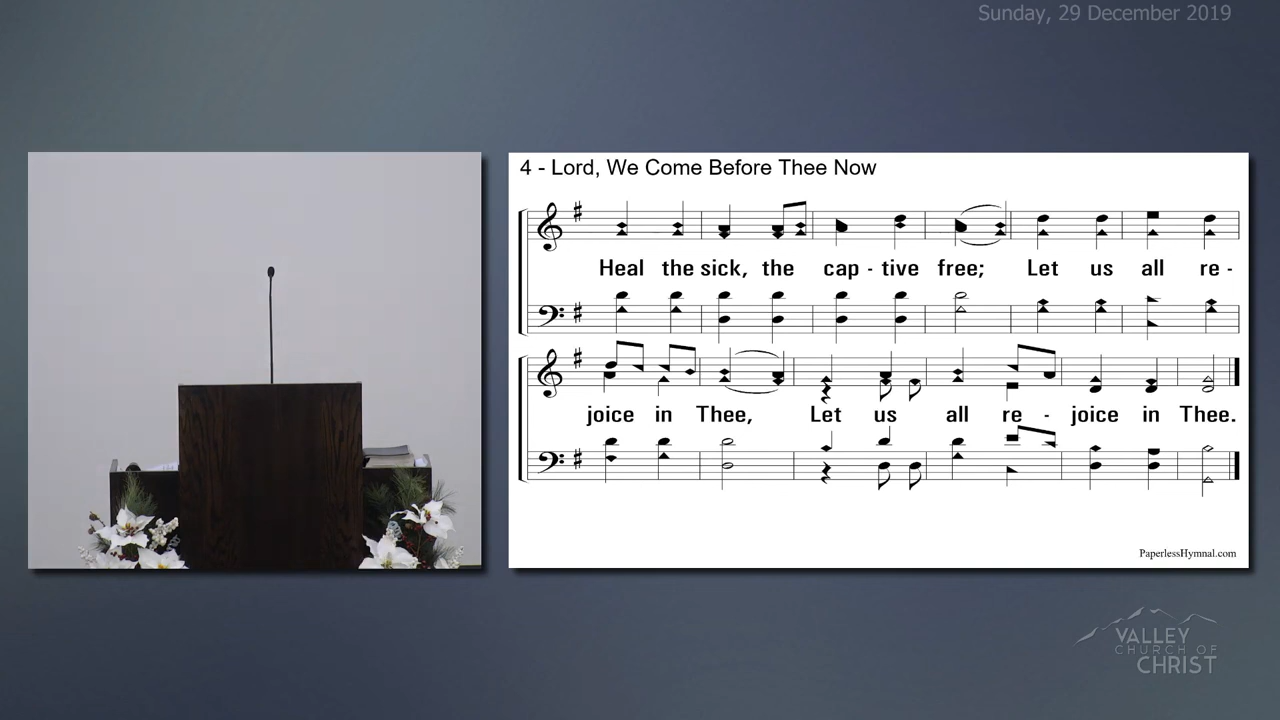 Sunday, 29 December 2019
4 - Lord, We Come Before Thee Now
Heal the sick, the cap - tive free; Let us all re -
joice in Thee, Let us all re - joice in Thee.
PaperlessHymnal.com
VALLEY
CHURCH OF
CHRIST